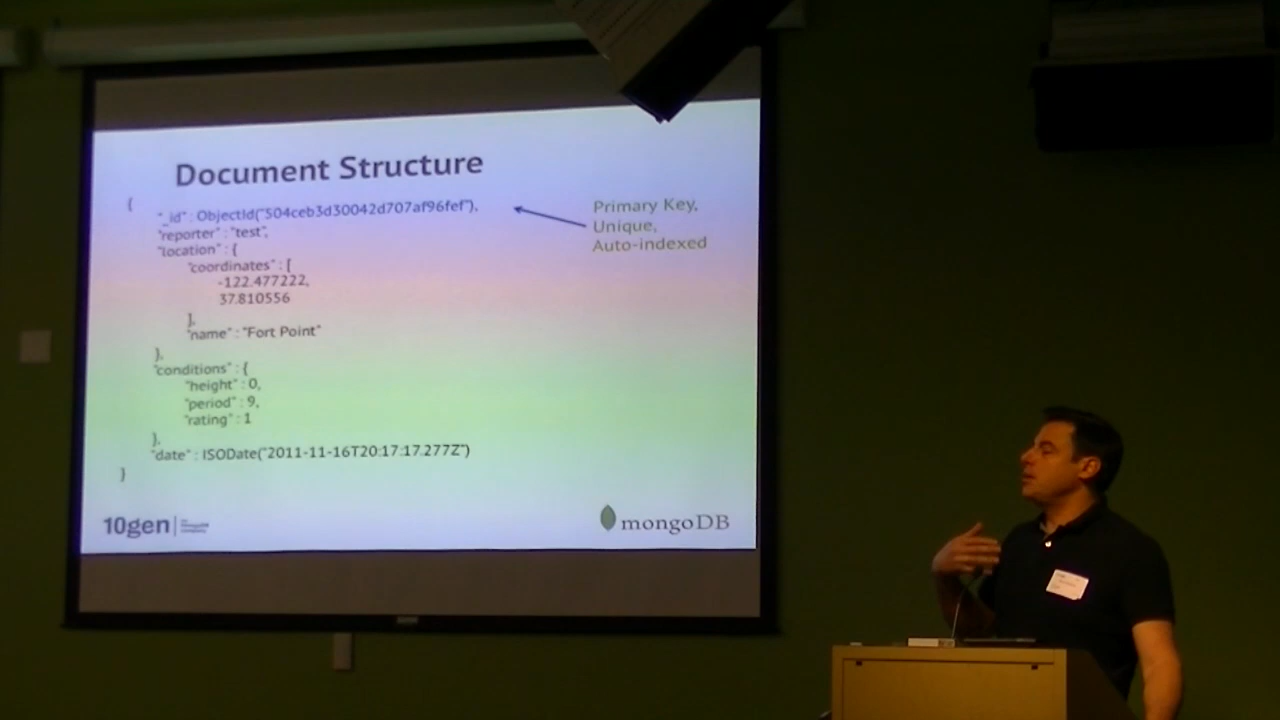 Document Structure
{
"_id" : ObjectId("504ceb3d30042d707af96fef"),
"reporter" : "test",
"location" : {
"coordinates" : [
-122.477222,
37.810556
],
"name" : "Fort Point"
},
"conditions" : {
"height" : 0,
"period" : 9,
"rating" : 1
},
"date" : ISODate("2011-11-16T20:17:17.277Z")
}
Primary Key,
Unique,
Auto-indexed
10gen
mongoDB